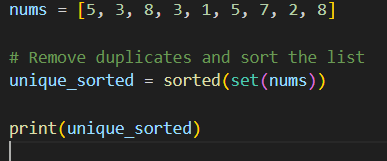 nums = [5, 3, 8, 3, 1, 5, 7, 2, 8]
# Remove duplicates and sort the list
unique_sorted = sorted(set(nums))
print(unique_sorted)